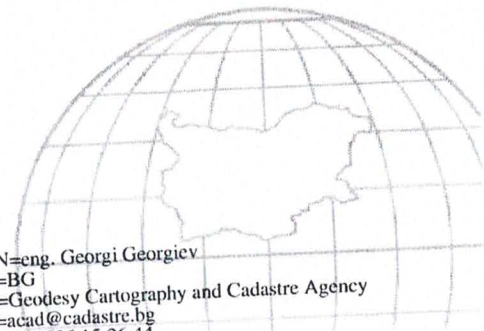 N=eng. Georgi Georgiev
=BG
=Geodesy Cartography and Cadastre Agency
=acad@cadastre.bg